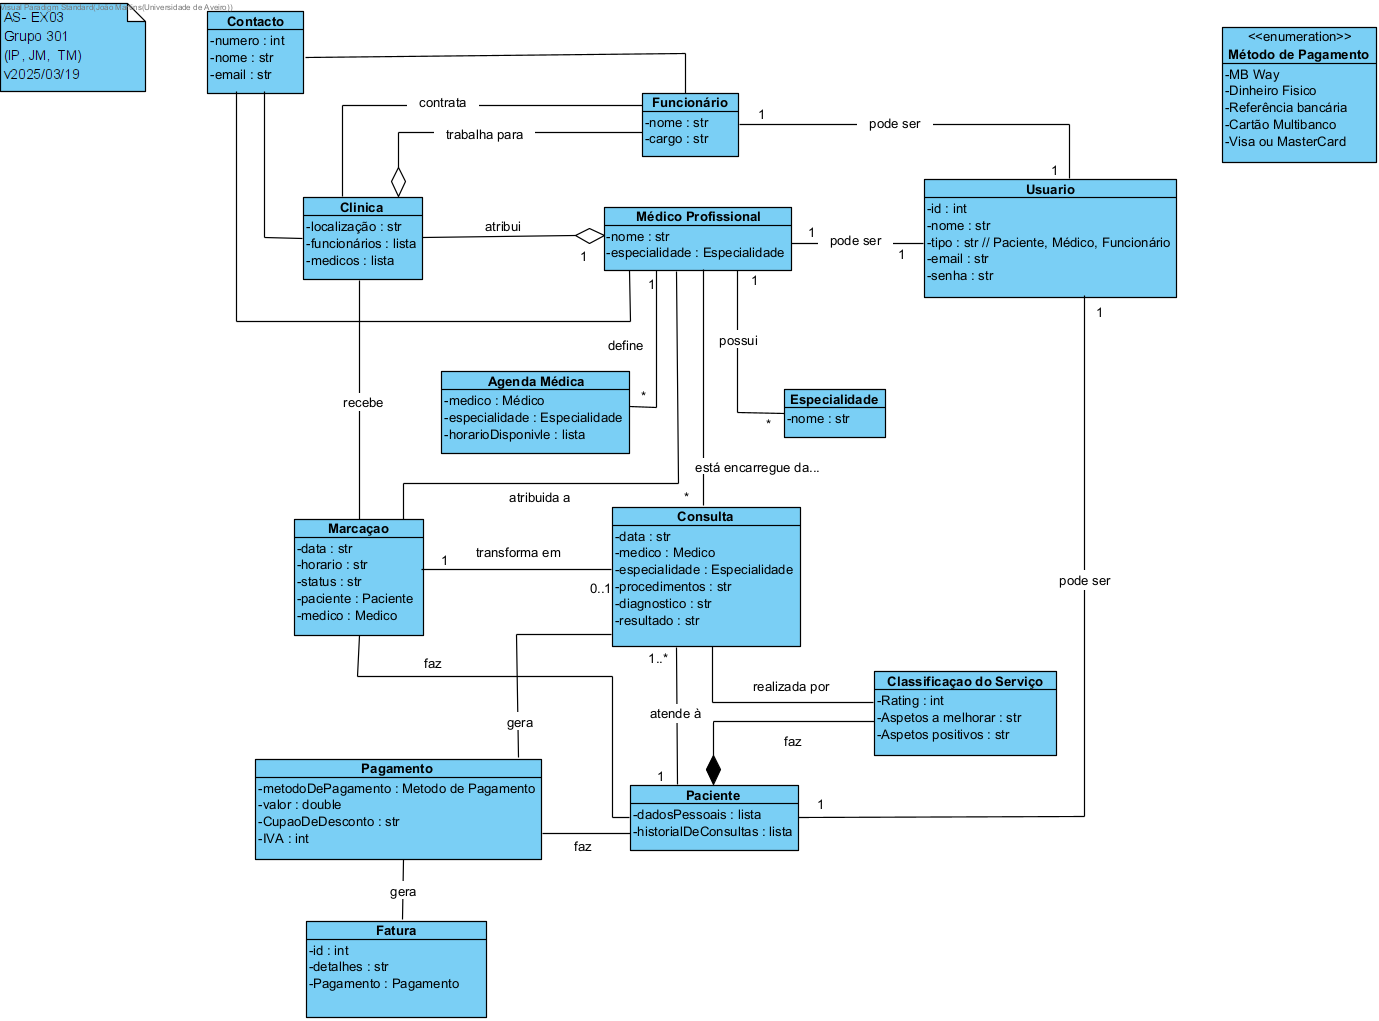 Visual Paradigm Standard(João Martins(Universidade de Aveiro))
AS- EX03
Grupo 301
(IP, JM,  TM)
v2025/03/19
Contacto
-numero : int
-nome : str
-email : str
<<enumeration>>
Método de Pagamento
-MB Way
-Dinheiro Fisico
-Referência bancária
-Cartão Multibanco
-Visa ou MasterCard
contrata
trabalha para
Funcionário
-nome : str
-cargo : str
1
pode ser
1
Clinica
-localização : str
-funcionários : lista
-medicos : lista
atribui
1
Médico Profissional
-nome : str
-especialidade : Especialidade
1
pode ser
1
Usuario
-id : int
-nome : str
-tipo : str // Paciente, Médico, Funcionário
-email : str
-senha : str
1
1
1
define
*
possui
*
Agenda Médica
-medico : Médico
-especialidade : Especialidade
-horarioDisponivle : lista
Especialidade
-nome : str
recebe
está encarregue da...
*
atribuida a
Marcaçao
-data : str
-horario : str
-status : str
-paciente : Paciente
-medico : Medico
1
transforma em
0..1
Consulta
-data : str
-medico : Medico
-especialidade : Especialidade
-procedimentos : str
-diagnostico : str
-resultado : str
pode ser
faz
1..*
atende à
1
realizada por
faz
Classificaçao do Serviço
-Rating : int
-Aspetos a melhorar : str
-Aspetos positivos : str
gera
Pagamento
-metodoDePagamento : Metodo de Pagamento
-valor : double
-CupaoDeDesconto : str
-IVA : int
faz
Paciente
-dadosPessoais : lista
-historialDeConsultas : lista
1
gera
Fatura
-id : int
-detalhes : str
-Pagamento : Pagamento